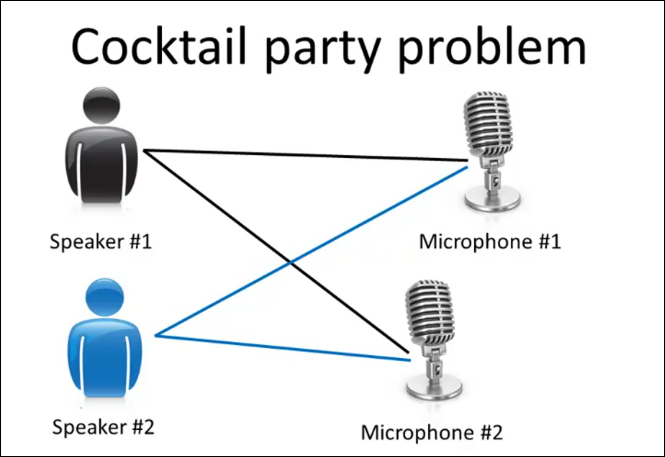 Cocktail party problem
Speaker #1
Microphone #1
Speaker #2
Microphone #2